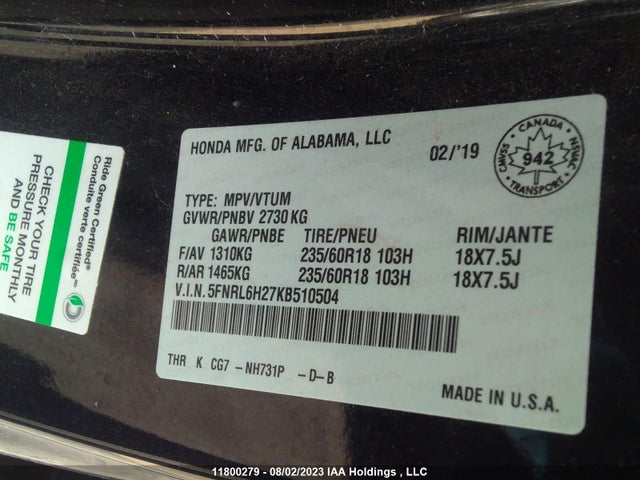 HONDA MFG. OF ALABAMA, LLC
02/'19
CANADA
CMVSS
NSVAC
942
TRANSPORT
TYPE: MPV/VTUM
GVWR/PNBV 2730 KG
GAWR/PNBE TIRE/PNEU RIM/JANTE
F/AV 1310KG 235/60R18 103H 18X7.5J
R/AR 1465KG 235/60R18 103H 18X7.5J
V.I.N. 5FNRL6H27KB510504
THR K CG7 - NH731P - D - B
MADE IN U.S.A.
Ride Green Certified®
Conduite verte certifiée™
CHECK YOUR TIRE
PRESSURE MONTHLY
AND BE SAFE
11800279 - 08/02/2023 IAA Holdings , LLC